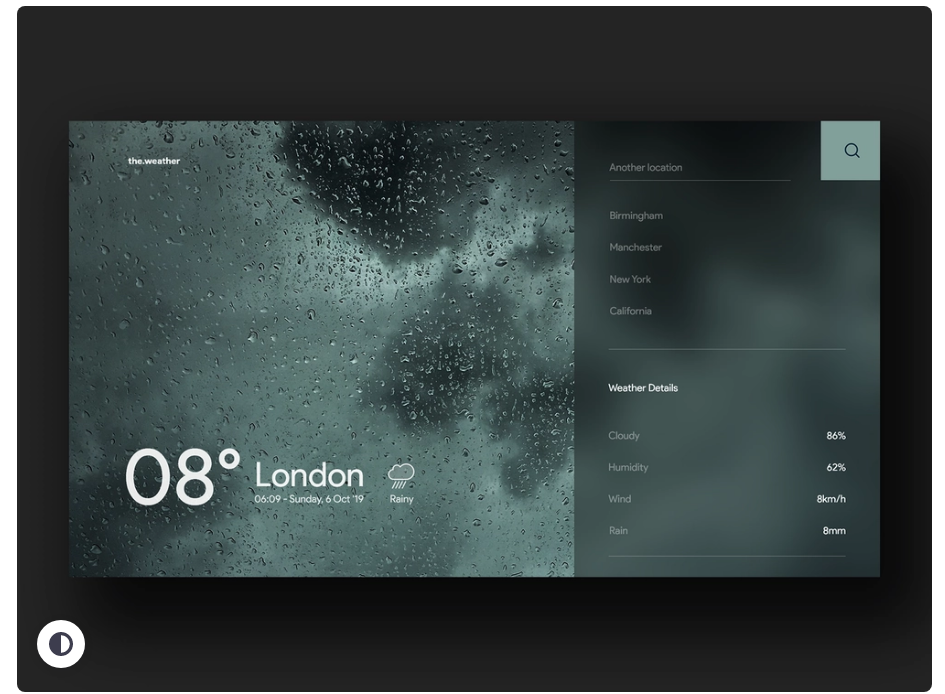 the.weather
08° London
06:09 - Sunday, 6 Oct '19
Rainy
Another location
Birmingham
Manchester
New York
California
Weather Details
Cloudy 86%
Humidity 62%
Wind 8km/h
Rain 8mm